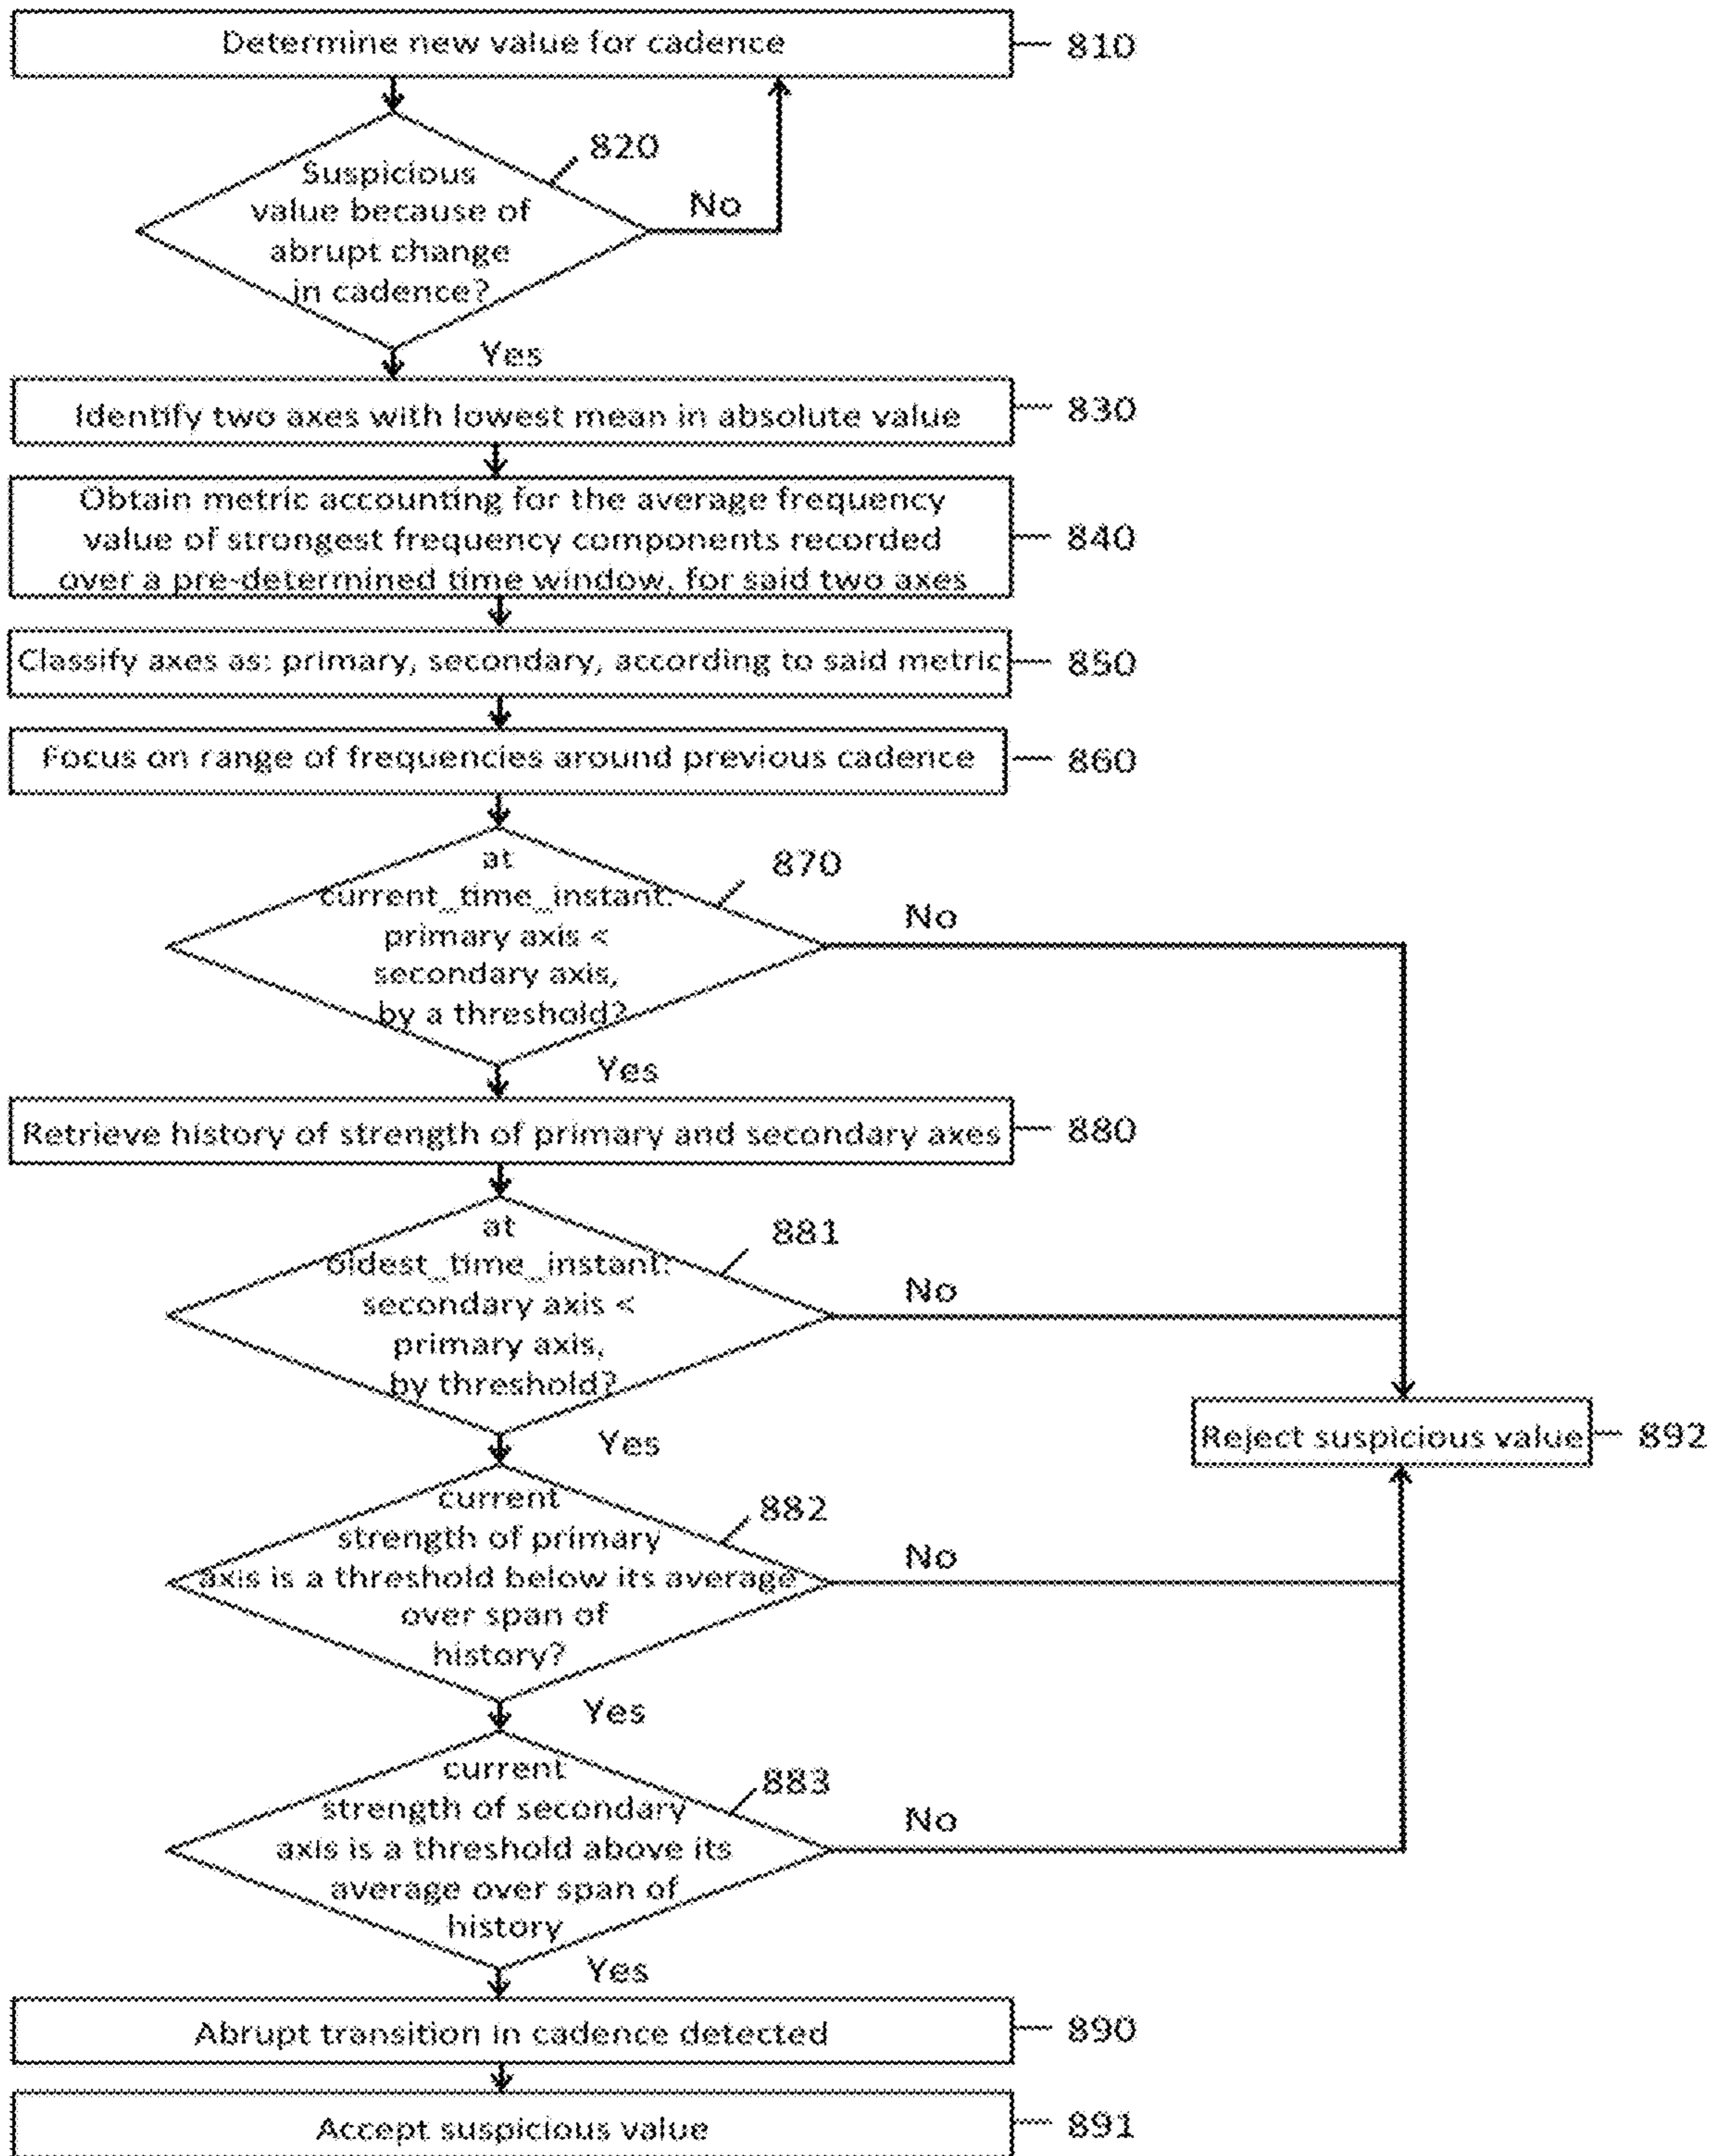 Determine new value for cadence
810
820
Suspicious
value because of
abrupt change
in cadence?
No
Yes
Identify two axes with lowest mean in absolute value
830
Obtain metric accounting for the average frequency
value of strongest frequency components recorded
over a pre-determined time window, for said two axes
840
Classify axes as: primary, secondary, according to said metric
850
Focus on range of frequencies around previous cadence
860
870
at
current_time_instant:
primary axis <
secondary axis,
by a threshold?
No
Yes
Retrieve history of strength of primary and secondary axes
880
881
at
oldest_time_instant:
secondary axis <
primary axis,
by threshold?
No
Yes
Reject suspicious value
892
882
current
strength of primary
axis is a threshold below its average
over span of
history?
No
Yes
883
current
strength of secondary
axis is a threshold above its
average over span of
history
No
Yes
Abrupt transition in cadence detected
890
Accept suspicious value
891